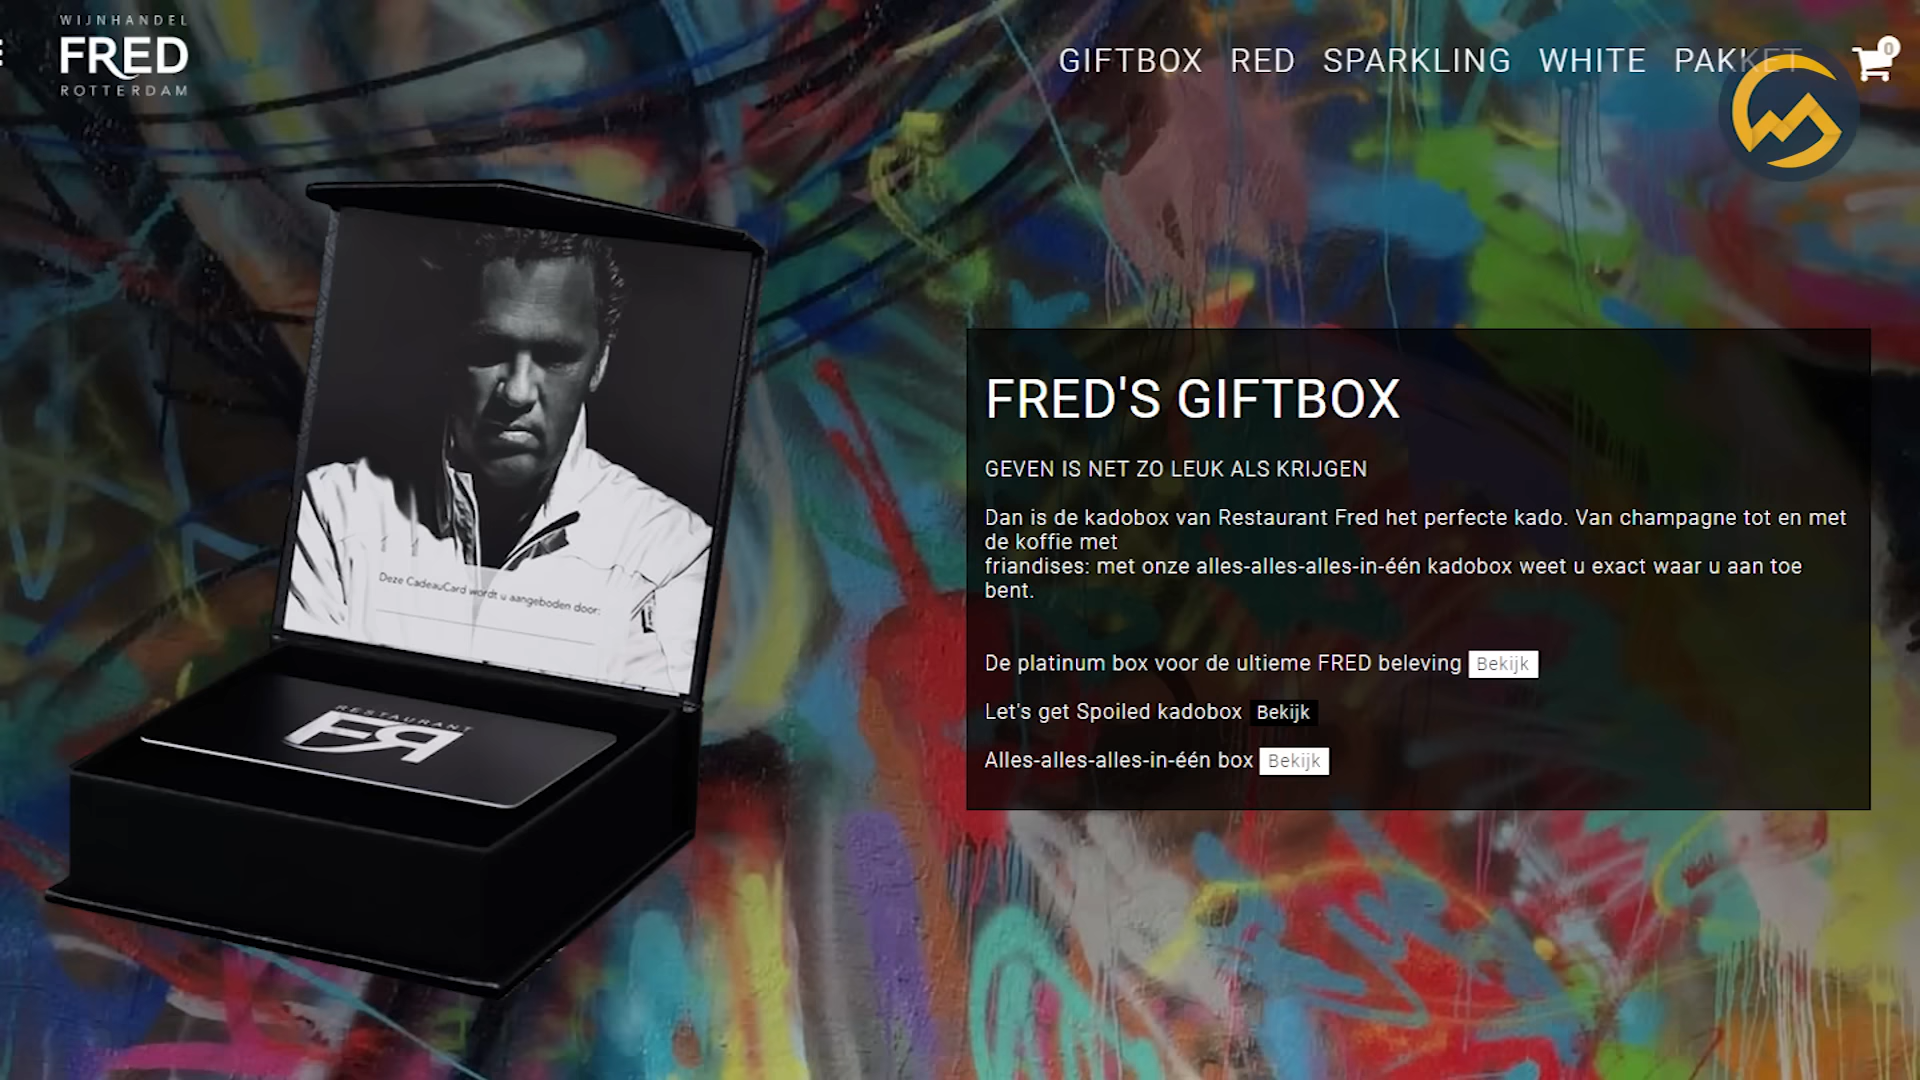 WIJNHANDEL
FRED
ROTTERDAM
GIFTBOX RED SPARKLING WHITE PAKKET
0
Deze CadeauCard wordt u aangeboden door:
RESTAURANT
FR
FRED'S GIFTBOX
GEVEN IS NET ZO LEUK ALS KRIJGEN
Dan is de kadobox van Restaurant Fred het perfecte kado. Van champagne tot en met
de koffie met
friandises: met onze alles-alles-alles-in-één kadobox weet u exact waar u aan toe
bent.
De platinum box voor de ultieme FRED beleving Bekijk
Let's get Spoiled kadobox Bekijk
Alles-alles-alles-in-één box Bekijk